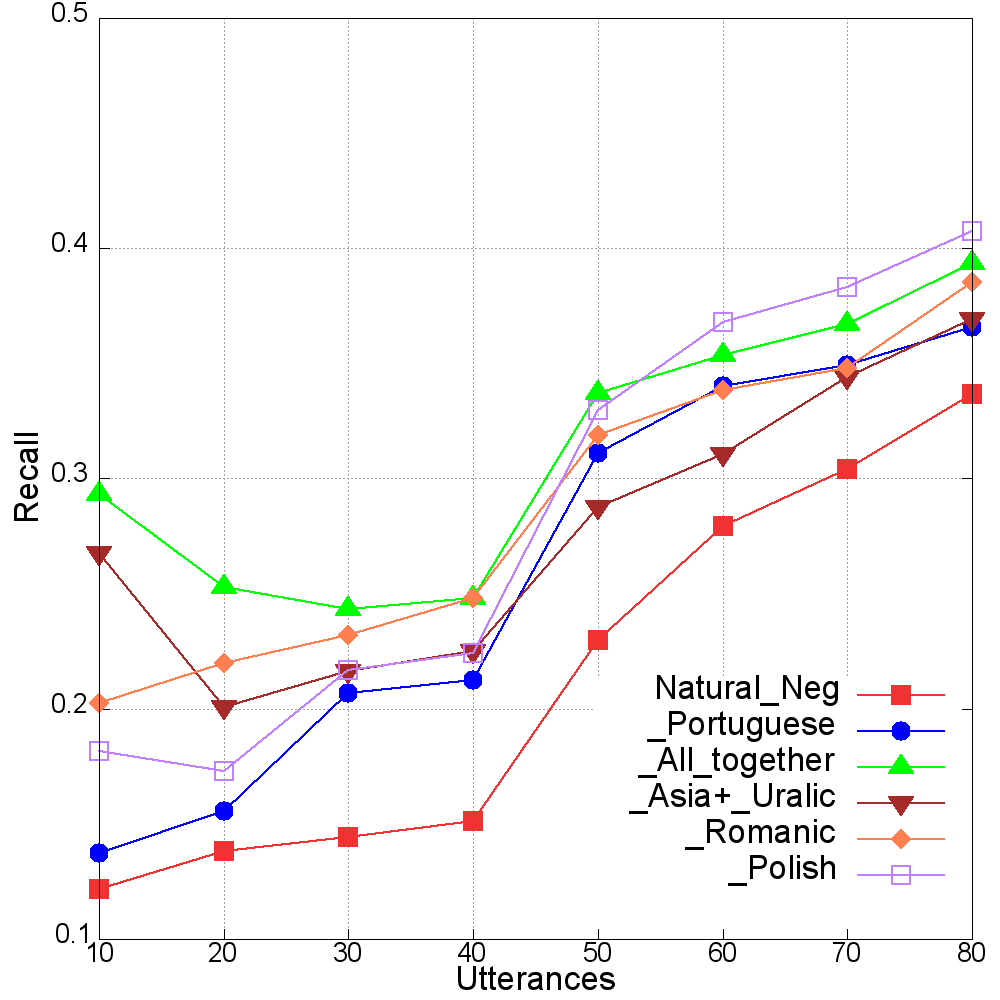 0.5
0.4
0.3
0.2
0.1
Recall
Natural_Neg
_Portuguese
_All_together
_Asia+_Uralic
_Romanic
_Polish
10 20 30 40 50 60 70 80
Utterances